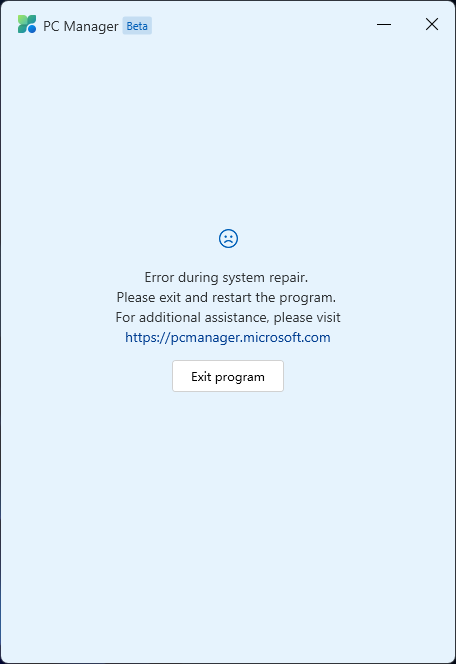 PC Manager Beta
Error during system repair.
Please exit and restart the program.
For additional assistance, please visit
https://pcmanager.microsoft.com
Exit program